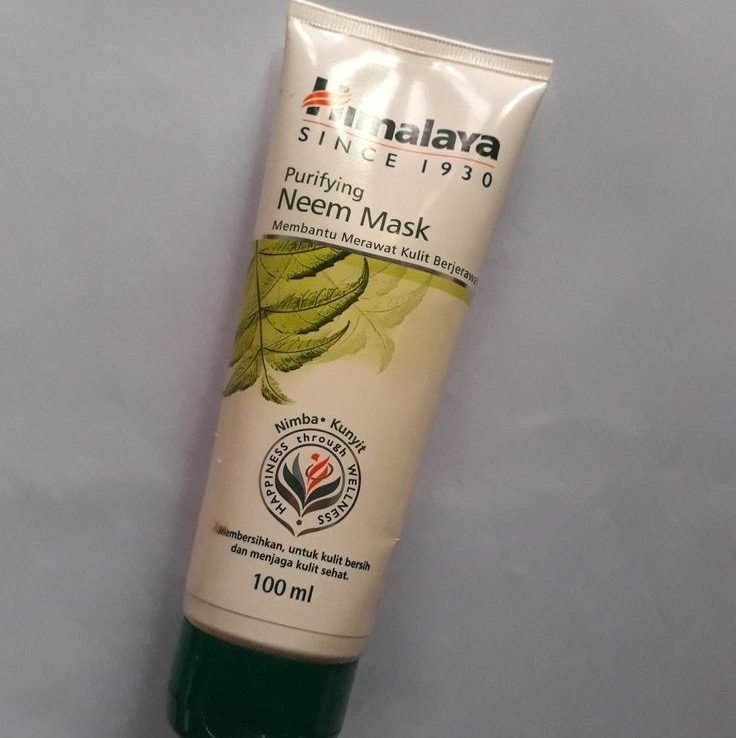 Himalaya
SINCE 1930
Purifying
Neem Mask
Membantu Merawat Kulit Berjerawat
Nimba • Kunyit
HAPPINESS through WELLNESS
Membersihkan, untuk kulit bersih
dan menjaga kulit sehat.
100 ml